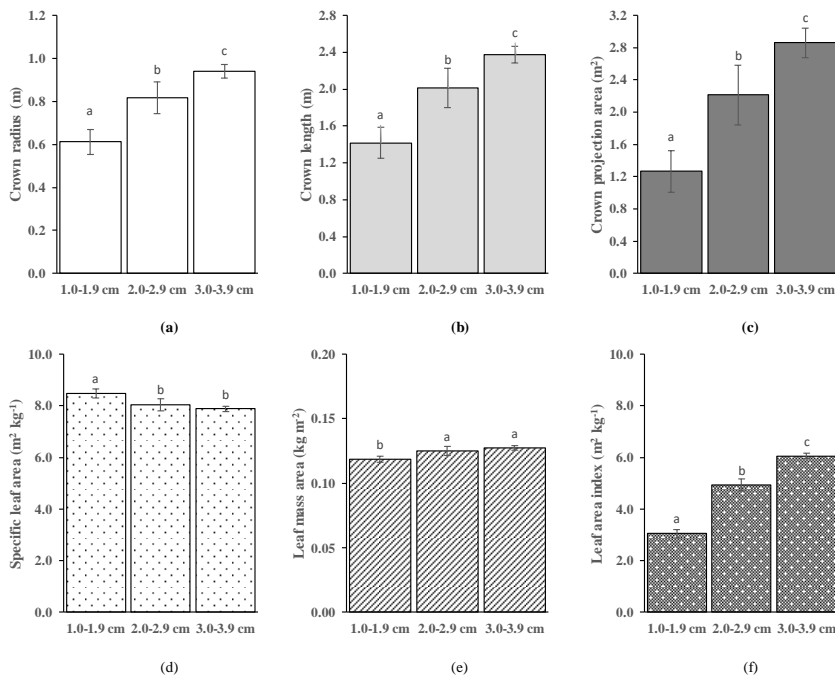 1.2
1.0
0.8
0.6
0.4
0.2
0.0
Crown radius (m)
a
b
c
1.0-1.9 cm 2.0-2.9 cm 3.0-3.9 cm
(a)
2.8
2.4
2.0
1.6
1.2
0.8
0.4
0.0
Crown length (m)
a
b
c
1.0-1.9 cm 2.0-2.9 cm 3.0-3.9 cm
(b)
3.2
2.8
2.4
2.0
1.6
1.2
0.8
0.4
0.0
Crown projection area (m²)
a
b
c
1.0-1.9 cm 2.0-2.9 cm 3.0-3.9 cm
(c)
10.0
8.0
6.0
4.0
2.0
0.0
Specific leaf area (m² kg⁻¹)
a
b
b
1.0-1.9 cm 2.0-2.9 cm 3.0-3.9 cm
(d)
0.20
0.15
0.10
0.05
0.00
Leaf mass area (kg m⁻²)
b
a
a
1.0-1.9 cm 2.0-2.9 cm 3.0-3.9 cm
(e)
10.0
8.0
6.0
4.0
2.0
0.0
Leaf area index (m² kg⁻¹)
a
b
c
1.0-1.9 cm 2.0-2.9 cm 3.0-3.9 cm
(f)